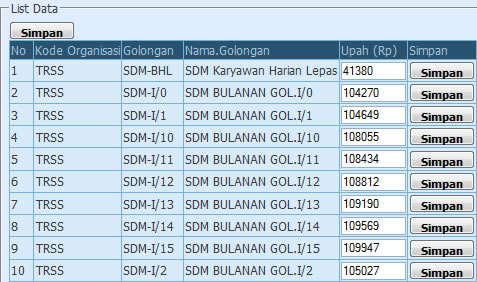 List Data
Simpan
No Kode Organisasi Golongan Nama.Golongan Upah (Rp) Simpan
1 TRSS SDM-BHL SDM Karyawan Harian Lepas 41380 Simpan
2 TRSS SDM-I/0 SDM BULANAN GOL.I/0 104270 Simpan
3 TRSS SDM-I/1 SDM BULANAN GOL.I/1 104649 Simpan
4 TRSS SDM-I/10 SDM BULANAN GOL.I/10 108055 Simpan
5 TRSS SDM-I/11 SDM BULANAN GOL.I/11 108434 Simpan
6 TRSS SDM-I/12 SDM BULANAN GOL.I/12 108812 Simpan
7 TRSS SDM-I/13 SDM BULANAN GOL.I/13 109190 Simpan
8 TRSS SDM-I/14 SDM BULANAN GOL.I/14 109569 Simpan
9 TRSS SDM-I/15 SDM BULANAN GOL.I/15 109947 Simpan
10 TRSS SDM-I/2 SDM BULANAN GOL.I/2 105027 Simpan